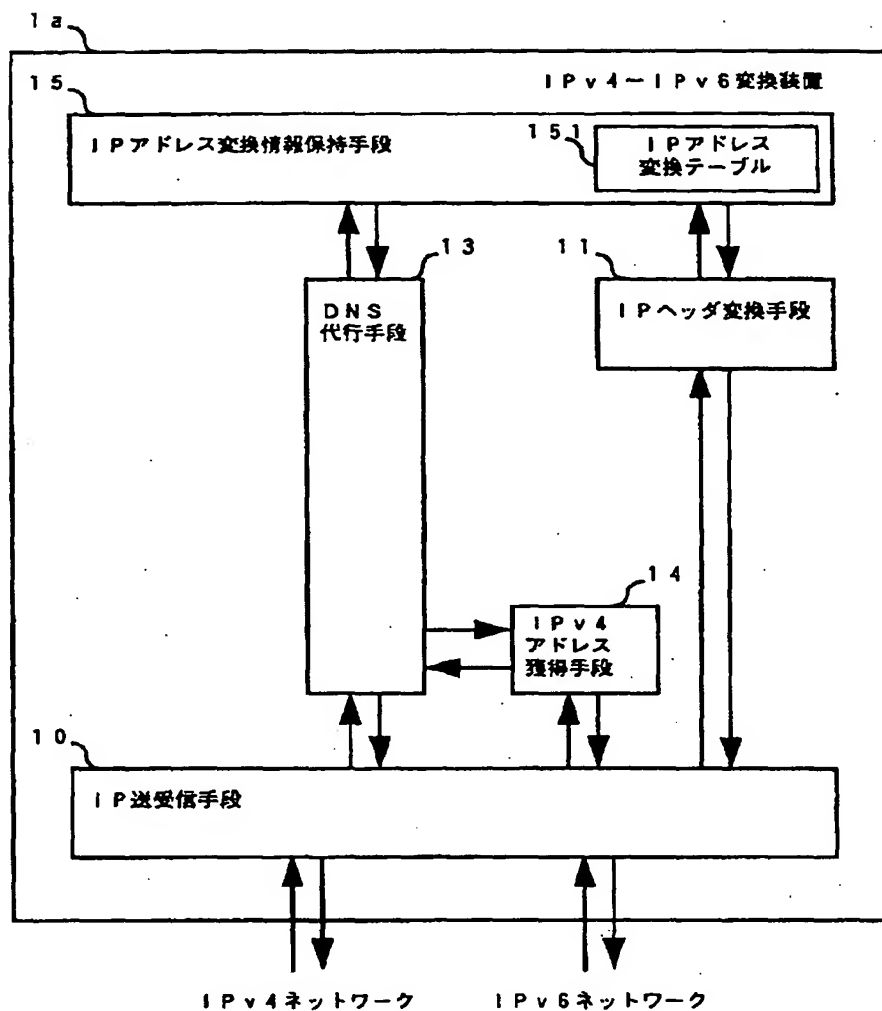 1a
IPv4−IPv6変換装置
15
IPアドレス変換情報保持手段
151
IPアドレス
変換テーブル
13
11
DNS
代行手段
IPヘッダ変換手段
14
IPv4
アドレス
獲得手段
10
IP送受信手段
IPv4ネットワーク
IPv6ネットワーク